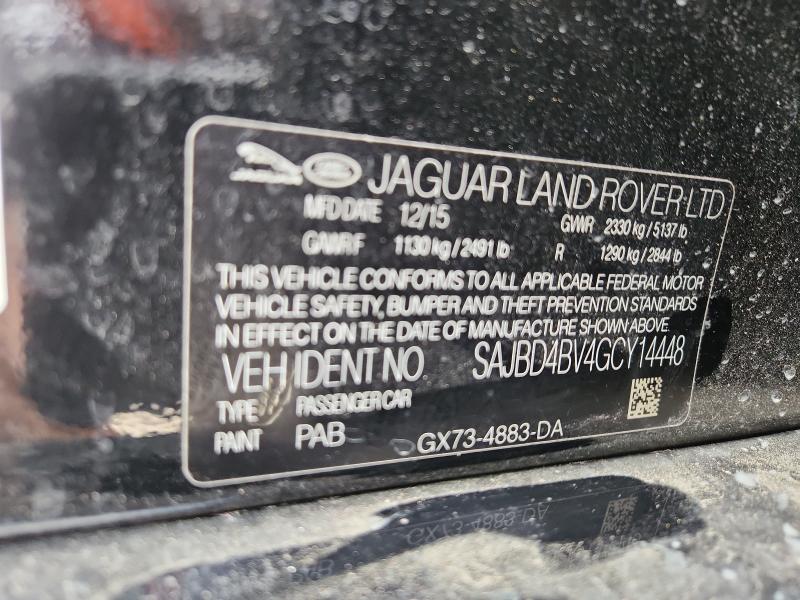 JAGUAR LAND ROVER LTD
MFD DATE 12/15 GVWR 2330 kg / 5137 lb
GAWR F 1130 kg / 2491 lb R 1290 kg / 2844 lb
THIS VEHICLE CONFORMS TO ALL APPLICABLE FEDERAL MOTOR
VEHICLE SAFETY, BUMPER AND THEFT PREVENTION STANDARDS
IN EFFECT ON THE DATE OF MANUFACTURE SHOWN ABOVE.
VEH IDENT NO SAJBD4BV4GCY14448
TYPE PASSENGER CAR
PAINT PAB GX73-4883-DA
GX73-4883-DA